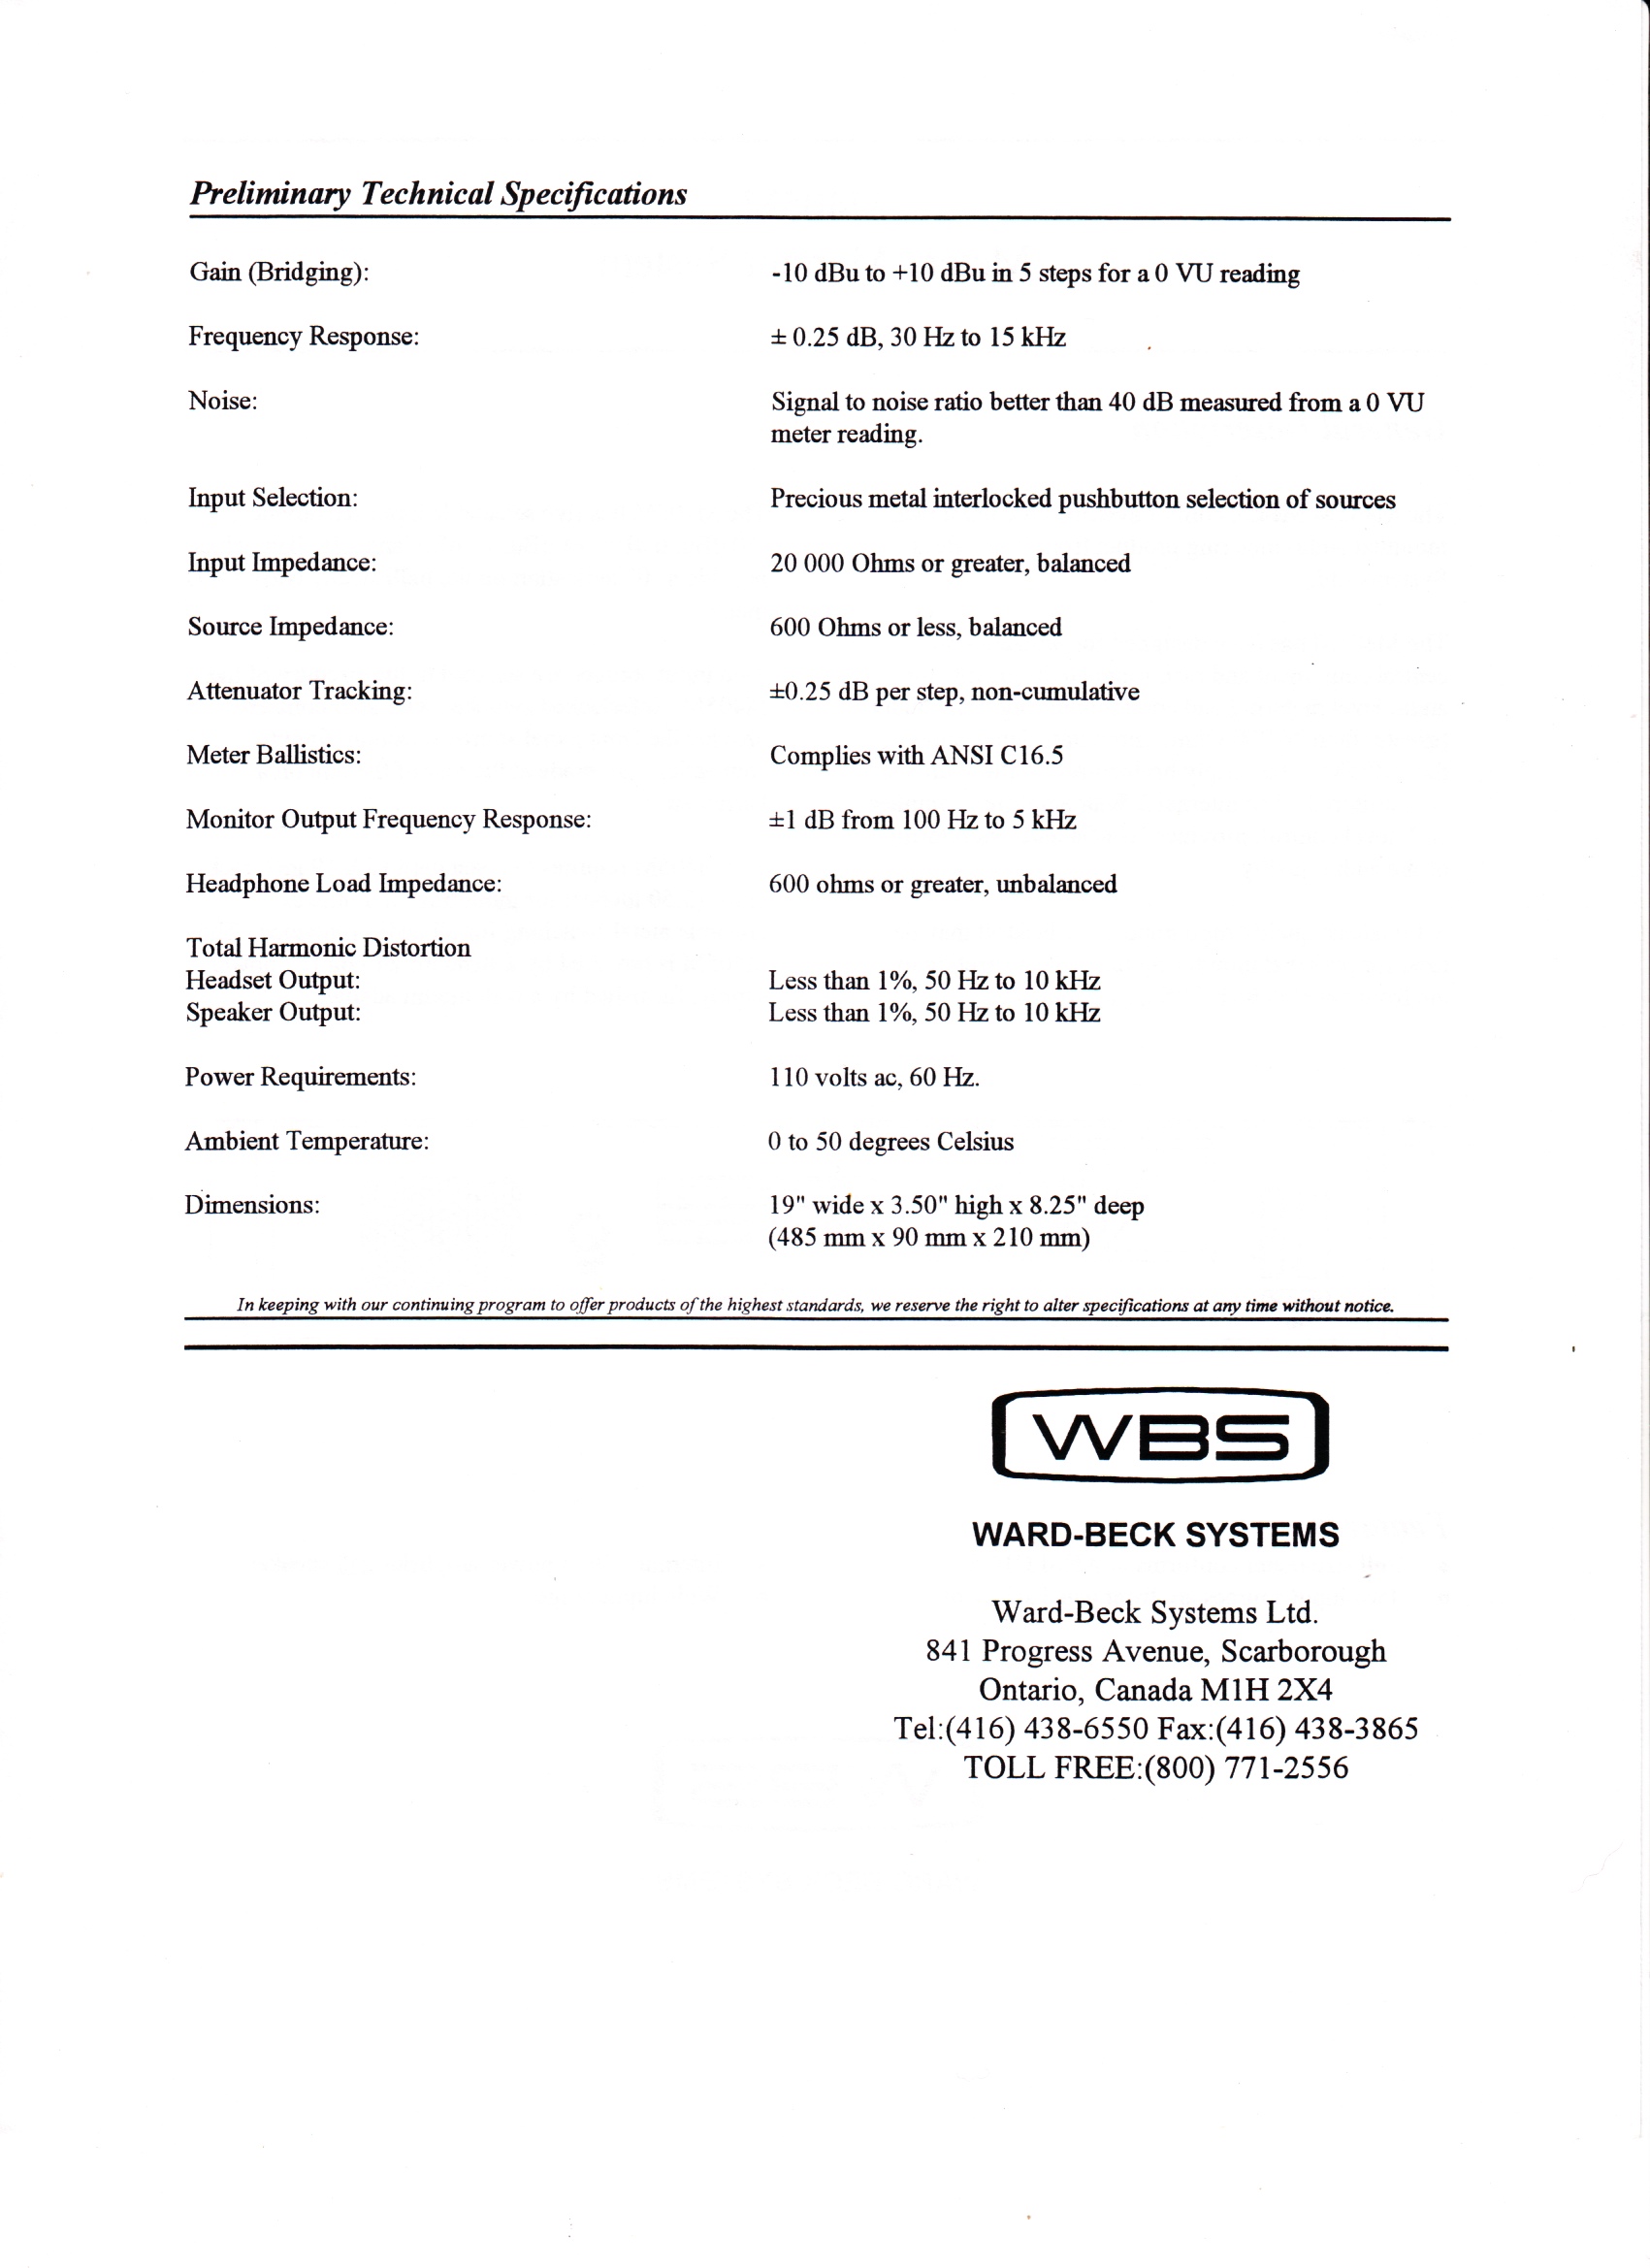 Preliminary Technical Specifications
Gain (Bridging): -10 dBu to +10 dBu in 5 steps for a 0 VU reading
Frequency Response: ± 0.25 dB, 30 Hz to 15 kHz
Noise: Signal to noise ratio better than 40 dB measured from a 0 VU
meter reading.
Input Selection: Precious metal interlocked pushbutton selection of sources
Input Impedance: 20 000 Ohms or greater, balanced
Source Impedance: 600 Ohms or less, balanced
Attenuator Tracking: ±0.25 dB per step, non-cumulative
Meter Ballistics: Complies with ANSI C16.5
Monitor Output Frequency Response: ±1 dB from 100 Hz to 5 kHz
Headphone Load Impedance: 600 ohms or greater, unbalanced
Total Harmonic Distortion
Headset Output: Less than 1%, 50 Hz to 10 kHz
Speaker Output: Less than 1%, 50 Hz to 10 kHz
Power Requirements: 110 volts ac, 60 Hz.
Ambient Temperature: 0 to 50 degrees Celsius
Dimensions: 19" wide x 3.50" high x 8.25" deep
(485 mm x 90 mm x 210 mm)
In keeping with our continuing program to offer products of the highest standards, we reserve the right to alter specifications at any time without notice.
WBS
WARD-BECK SYSTEMS
Ward-Beck Systems Ltd.
841 Progress Avenue, Scarborough
Ontario, Canada M1H 2X4
Tel:(416) 438-6550 Fax:(416) 438-3865
TOLL FREE:(800) 771-2556